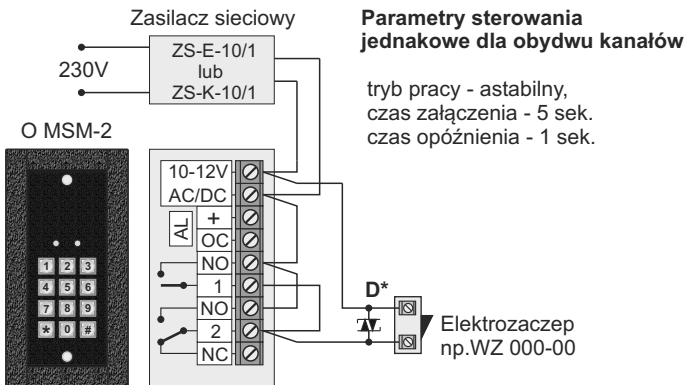 Zasilacz sieciowy
230V
ZS-E-10/1
lub
ZS-K-10/1
Parametry sterowania
jednakowe dla obydwu kanałów
tryb pracy - astabilny,
czas załączenia - 5 sek.
czas opóźnienia - 1 sek.
O MSM-2
1 2 3
4 5 6
7 8 9
* 0 #
10-12V
AC/DC
AL
+
OC
NO
1
NO
2
NC
D*
Elektrozaczep
np.WZ 000-00